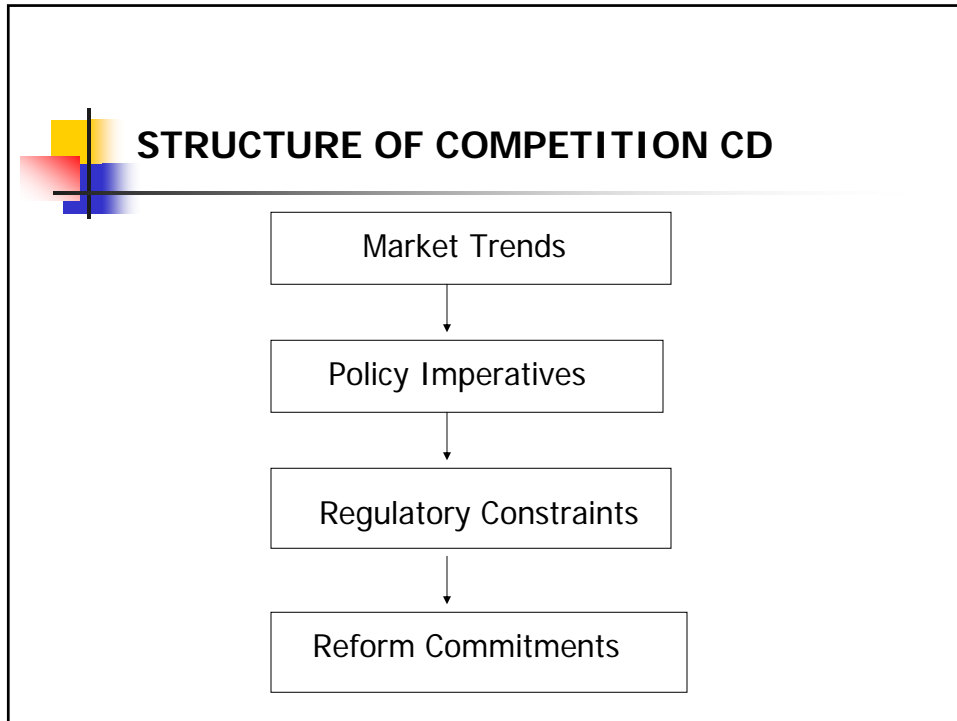 STRUCTURE OF COMPETITION CD
Market Trends
Policy Imperatives
Regulatory Constraints
Reform Commitments